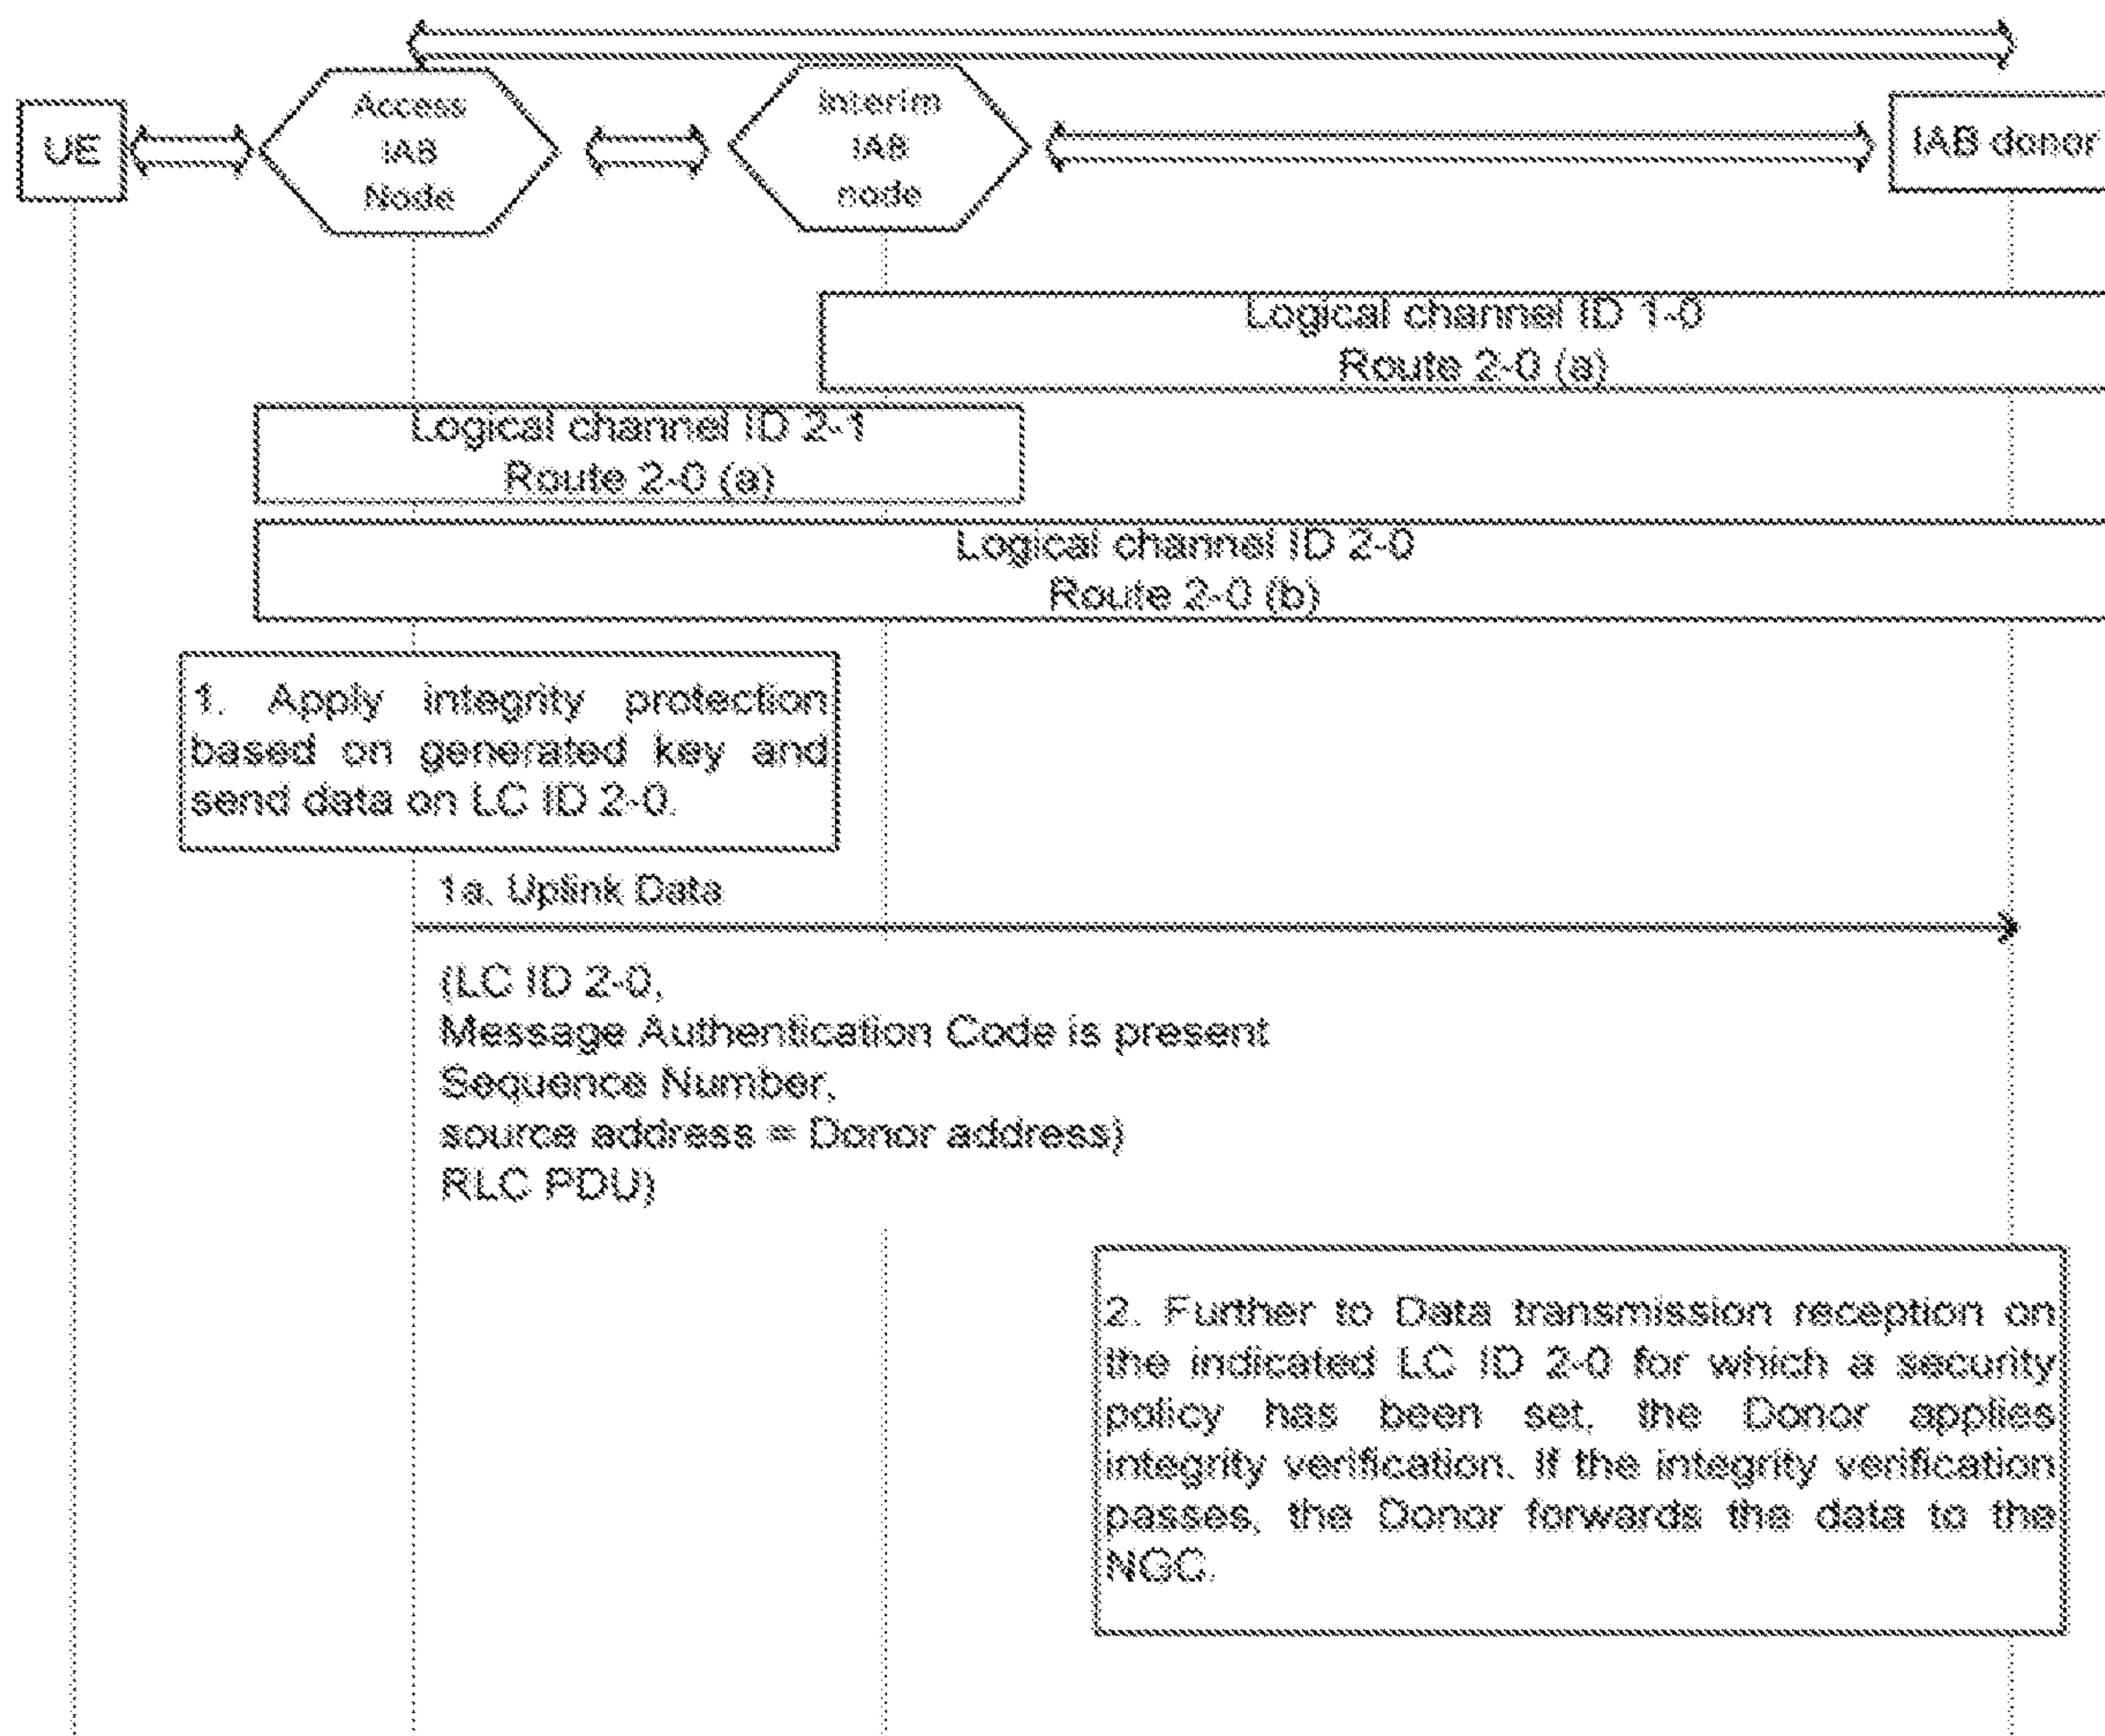 UE
Access
IAB
Node
Interim
IAB
node
IAB donor
Logical channel ID 1-0
Route 2-0 (a)
Logical channel ID 2-1
Route 2-0 (a)
Logical channel ID 2-0
Route 2-0 (b)
1. Apply integrity protection
based on generated key and
send data on LC ID 2-0.
1a. Uplink Data
(LC ID 2-0,
Message Authentication Code is present
Sequence Number,
source address = Donor address)
RLC PDU)
2. Further to Data transmission reception on
the indicated LC ID 2-0 for which a security
policy has been set, the Donor applies
integrity verification. If the integrity verification
passes, the Donor forwards the data to the
NGC.